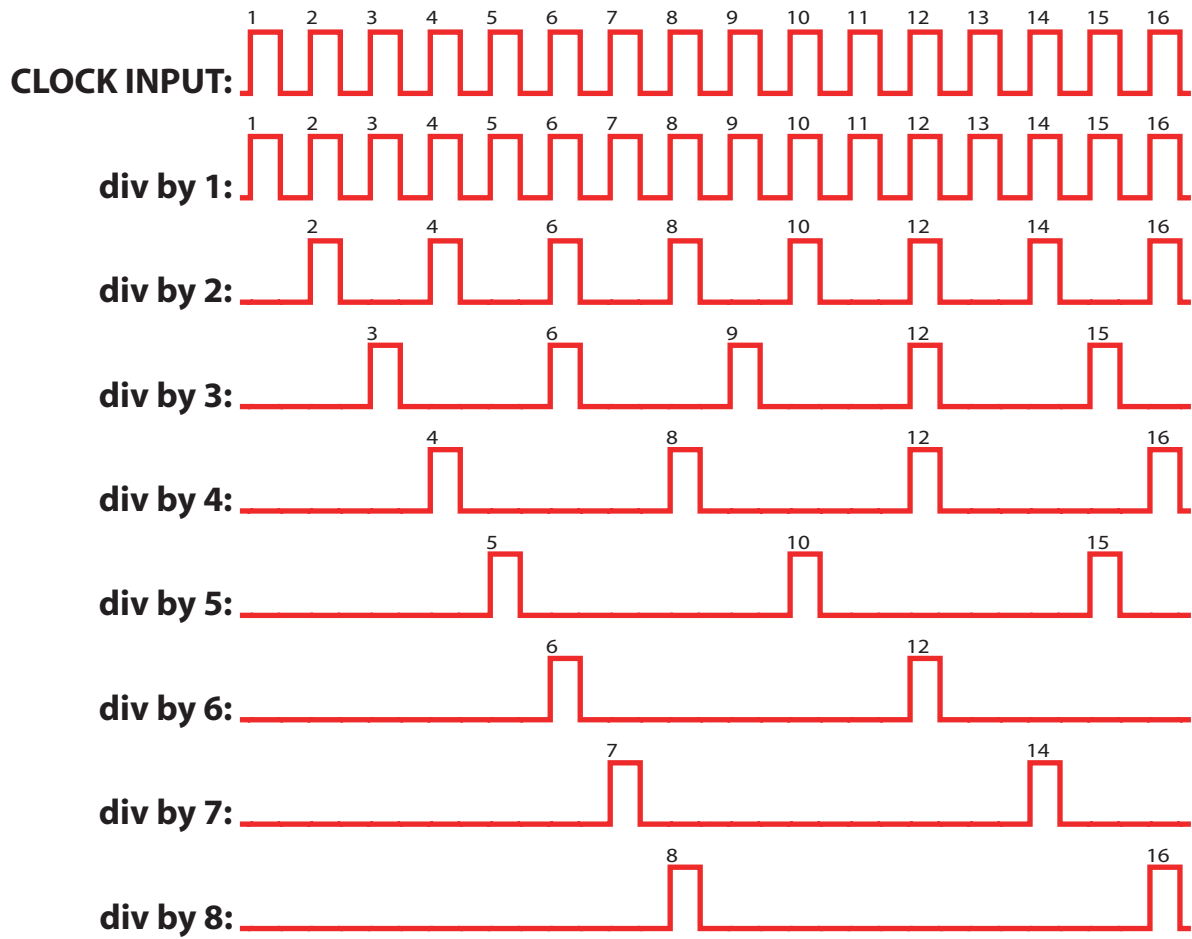 1 2 3 4 5 6 7 8 9 10 11 12 13 14 15 16
CLOCK INPUT:
1 2 3 4 5 6 7 8 9 10 11 12 13 14 15 16
div by 1:
2 4 6 8 10 12 14 16
div by 2:
3 6 9 12 15
div by 3:
4 8 12 16
div by 4:
5 10 15
div by 5:
6 12
div by 6:
7 14
div by 7:
8 16
div by 8: